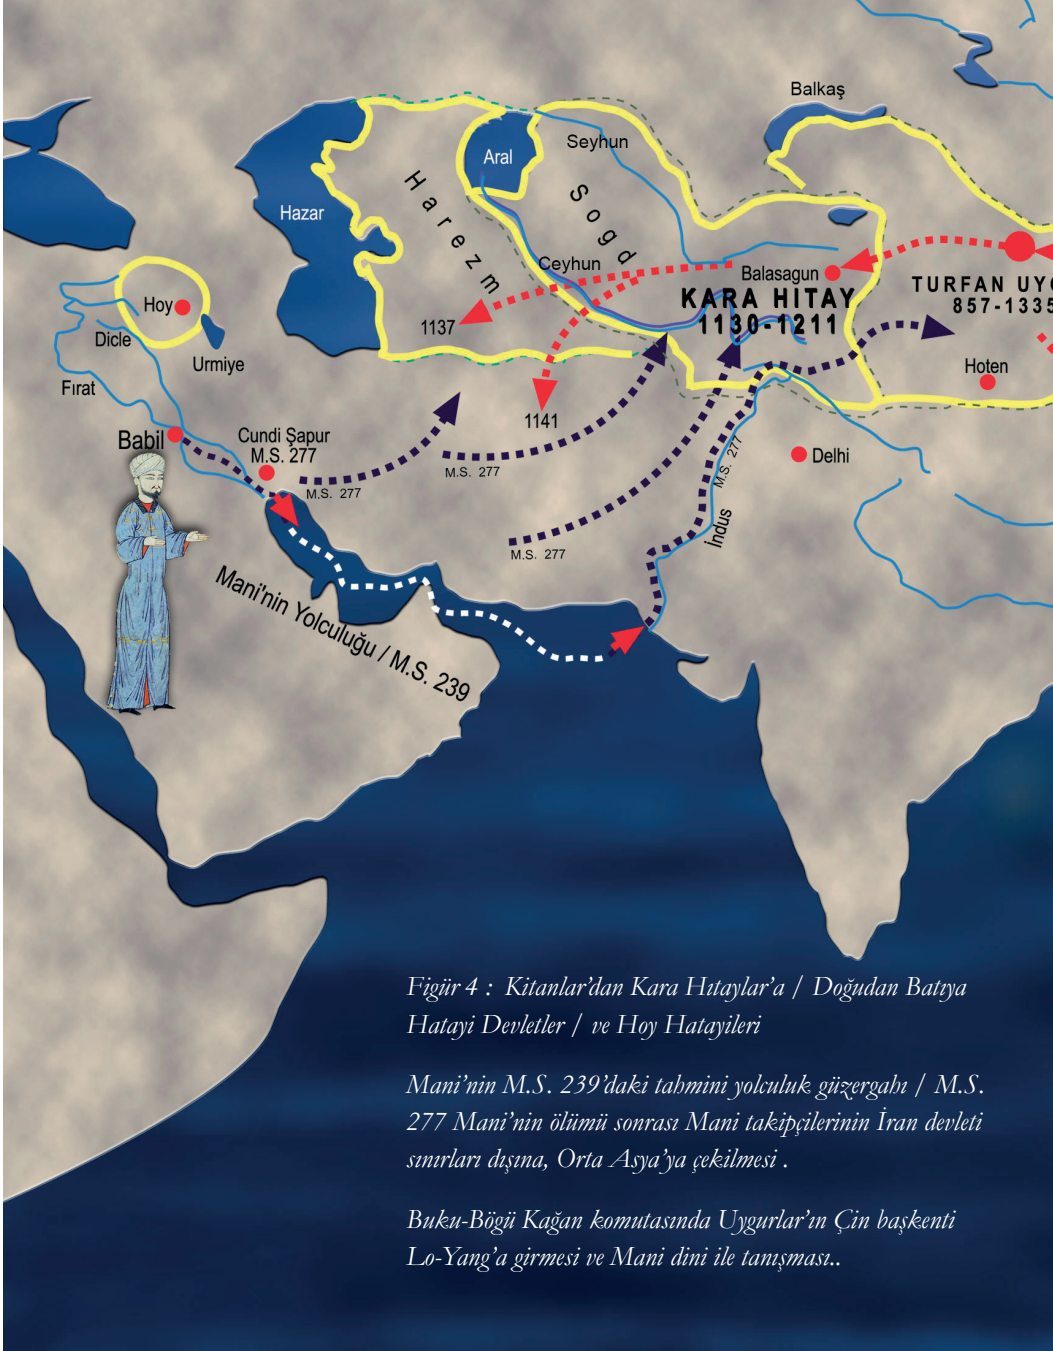 Balkaş
Seyhun
Aral
Harezm
Sogd
Hazar
Ceyhun
Balasagun
KARA HITAY
1130-1211
TURFAN UYG
857-1335
Hoy
1137
Dicle
Urmiye
Hoten
Fırat
1141
Babil
Cundi Şapur
M.S. 277
M.S. 277
M.S. 277
M.S. 277
Delhi
İndus
M.S. 277
Mani'nin Yolculuğu / M.S. 239
Figür 4 : Kitanlar'dan Kara Hıtaylar'a / Doğudan Batıya
Hatayi Devletler / ve Hoy Hatayileri
Mani'nin M.S. 239'daki tahmini yolculuk güzergahı / M.S.
277 Mani'nin ölümü sonrası Mani takipçilerinin İran devleti
sınırları dışına, Orta Asya'ya çekilmesi .
Buku-Bögü Kağan komutasında Uygurlar'ın Çin başkenti
Lo-Yang'a girmesi ve Mani dini ile tanışması..